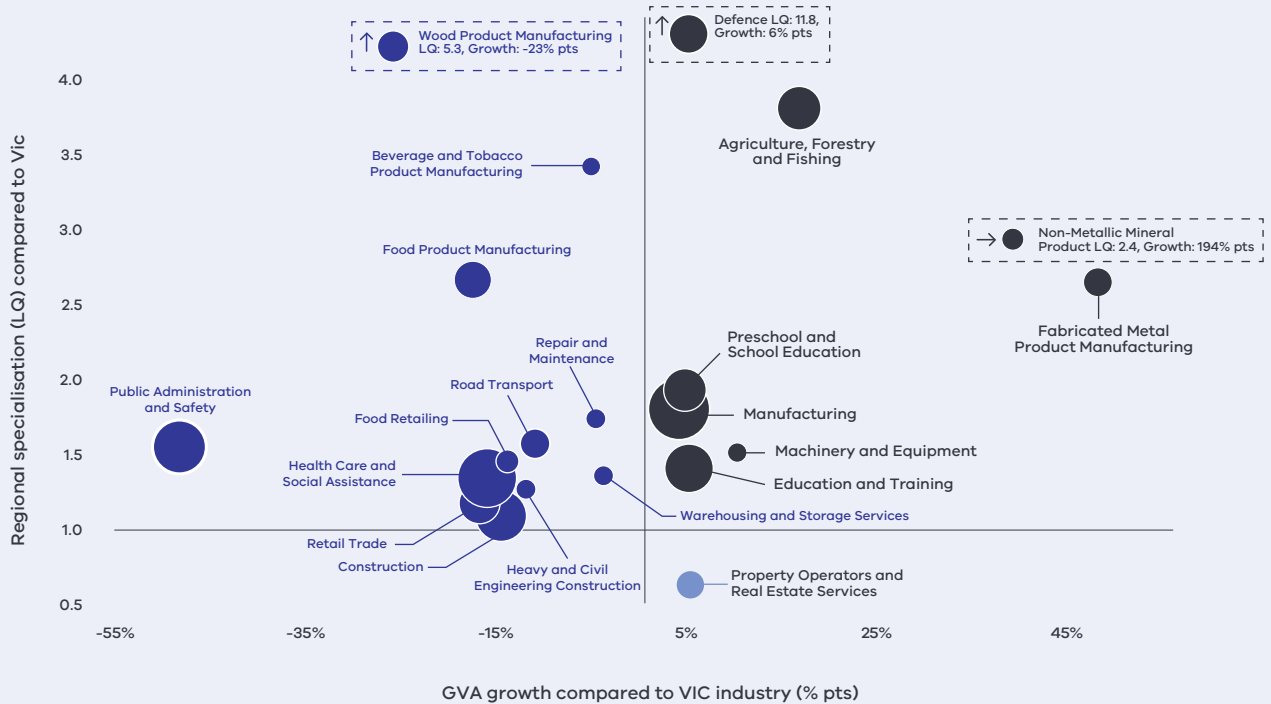 Wood Product Manufacturing
LQ: 5.3, Growth: -23% pts
Defence LQ: 11.8,
Growth: 6% pts
4.0
Agriculture, Forestry
and Fishing
3.5
Beverage and Tobacco
Product Manufacturing
3.0
Non-Metallic Mineral
Product LQ: 2.4, Growth: 194% pts
Food Product Manufacturing
2.5
Fabricated Metal
Product Manufacturing
Repair and
Maintenance
Preschool and
School Education
2.0
Road Transport
Public Administration
and Safety
Food Retailing
Manufacturing
1.5
Machinery and Equipment
Health Care and
Social Assistance
Education and Training
Warehousing and Storage Services
1.0
Retail Trade
Construction
Heavy and Civil
Engineering Construction
Property Operators and
Real Estate Services
0.5
-55%
-35%
-15%
5%
25%
45%
Regional specialisation (LQ) compared to Vic
GVA growth compared to VIC industry (% pts)